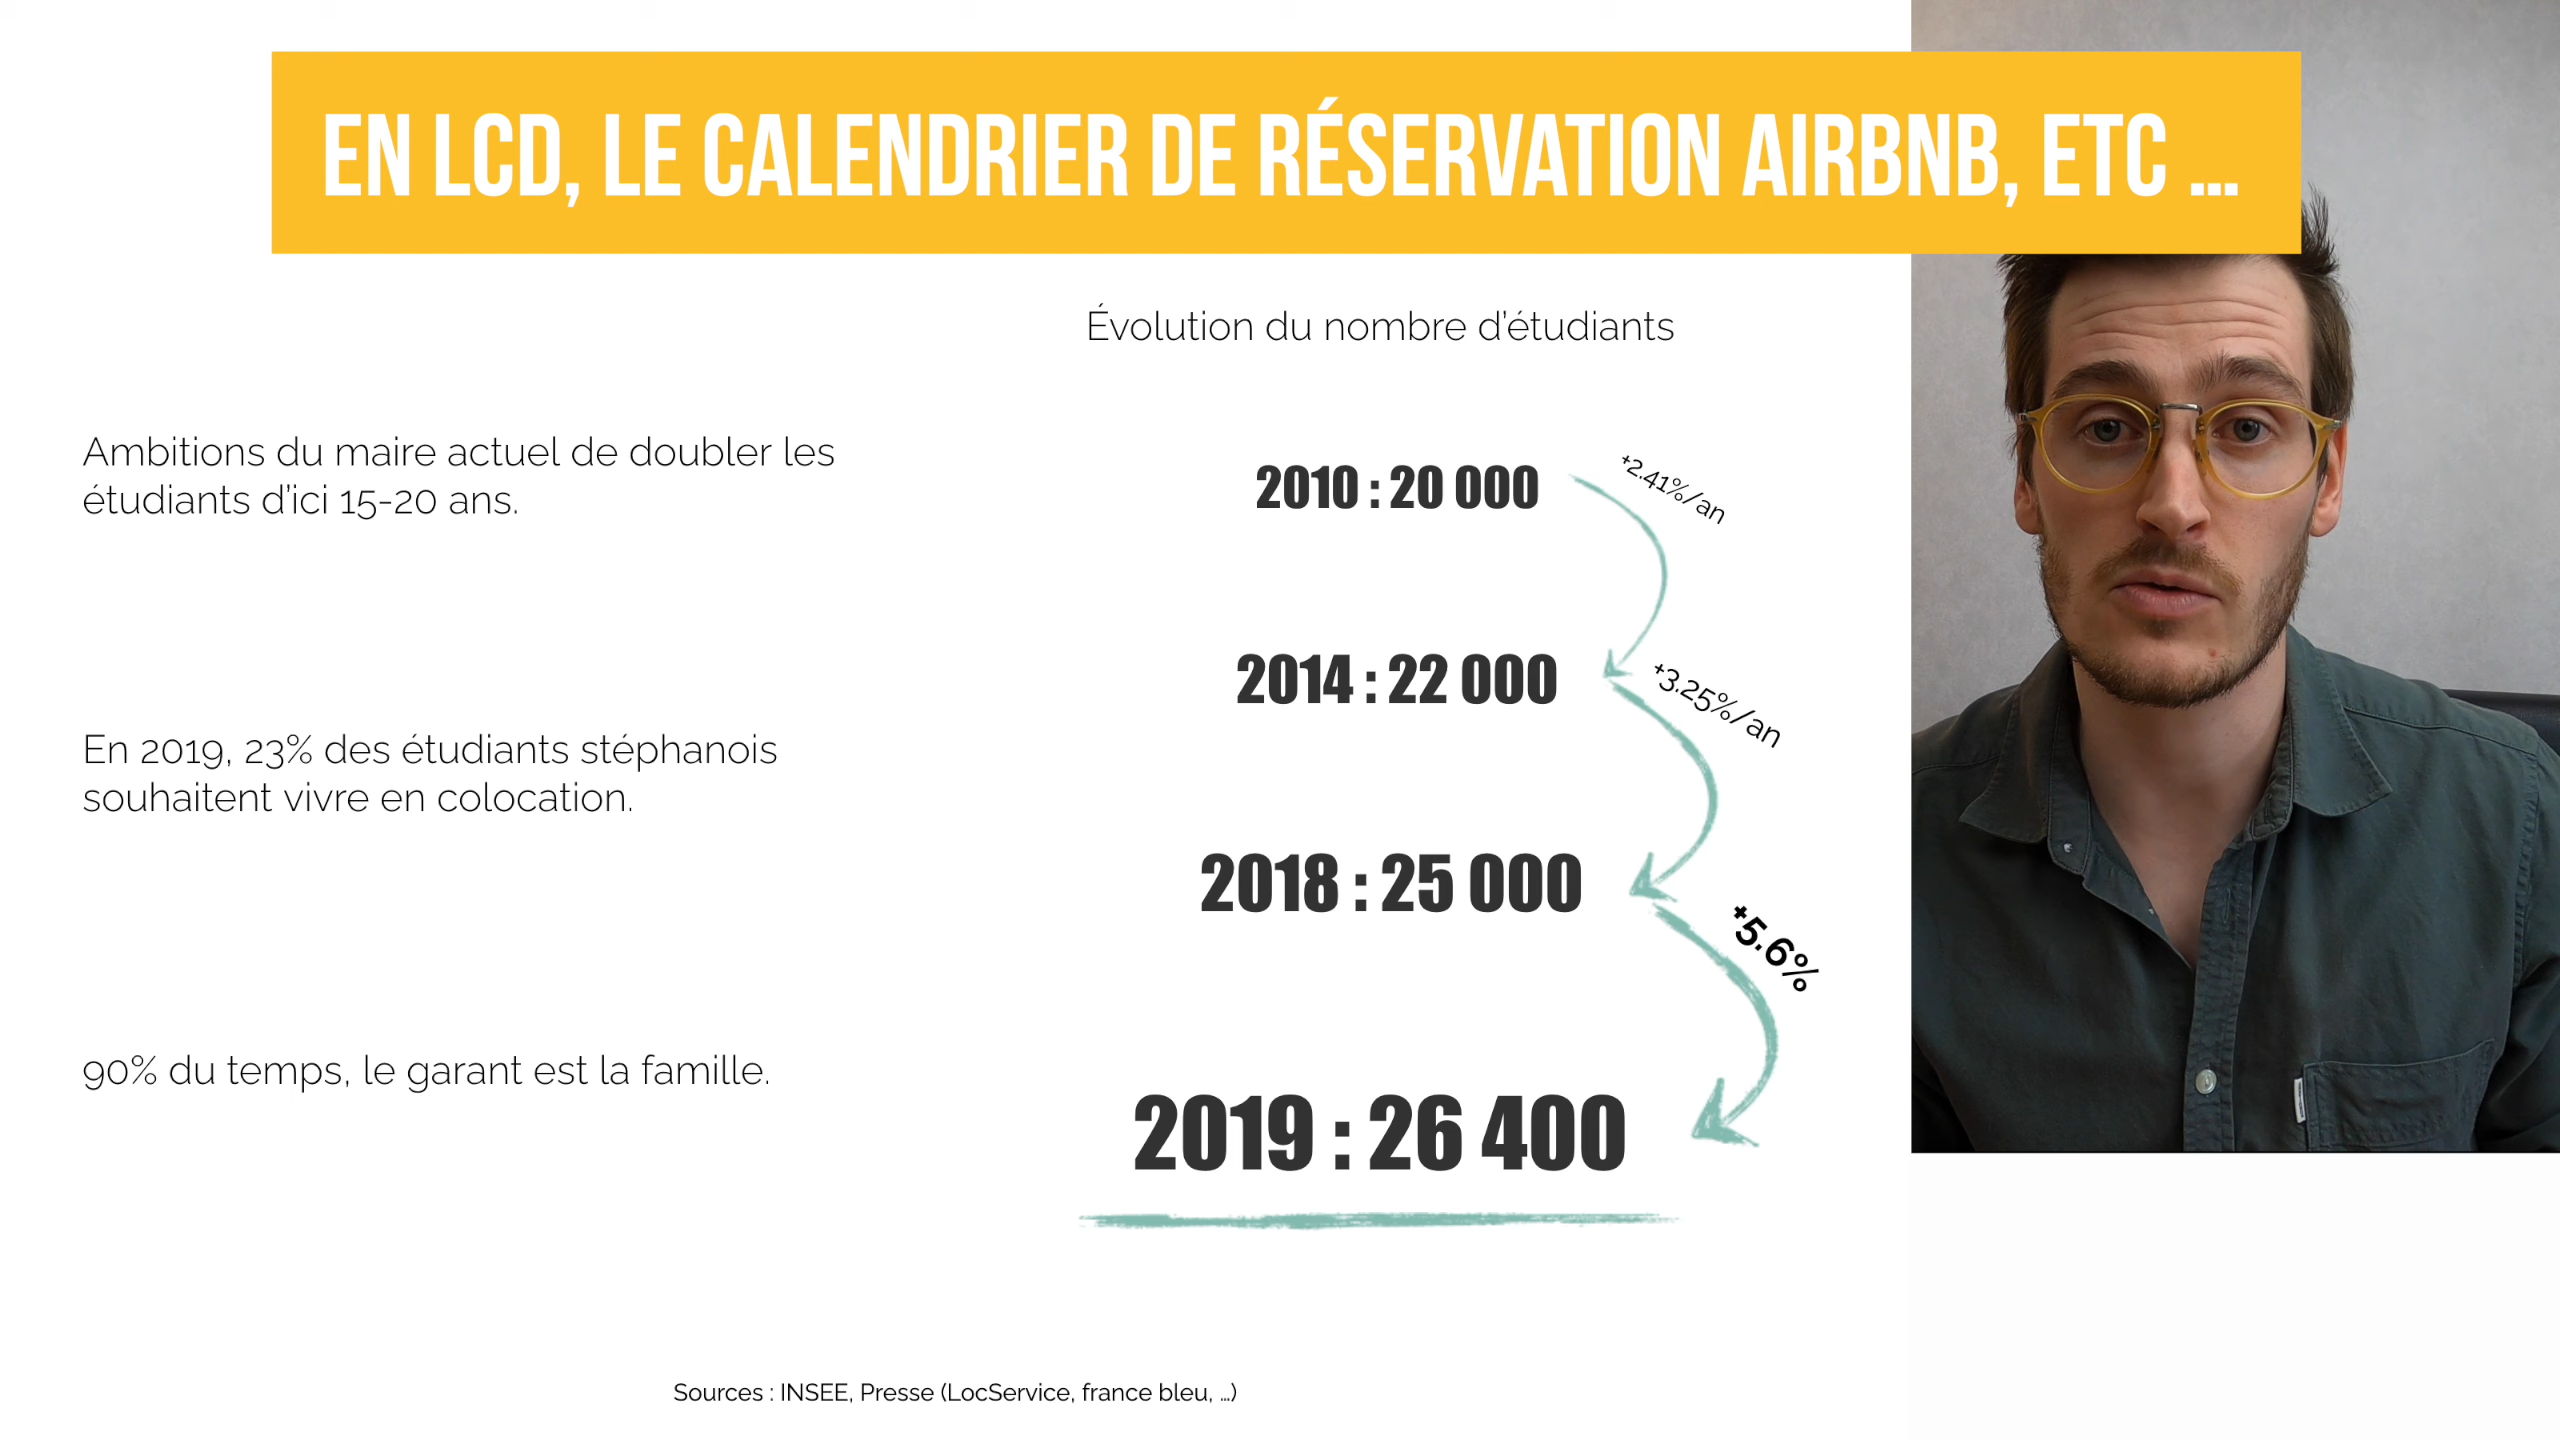 EN LCD, LE CALENDRIER DE RÉSERVATION AIRBNB, ETC ...
Évolution du nombre d'étudiants
Ambitions du maire actuel de doubler les
étudiants d'ici 15-20 ans.
En 2019, 23% des étudiants stéphanois
souhaitent vivre en colocation.
90% du temps, le garant est la famille.
2010 : 20 000
+2.41%/an
2014 : 22 000
+3.25%/an
2018 : 25 000
+5.6%
2019 : 26 400
Sources : INSEE, Presse (LocService, france bleu, ...)